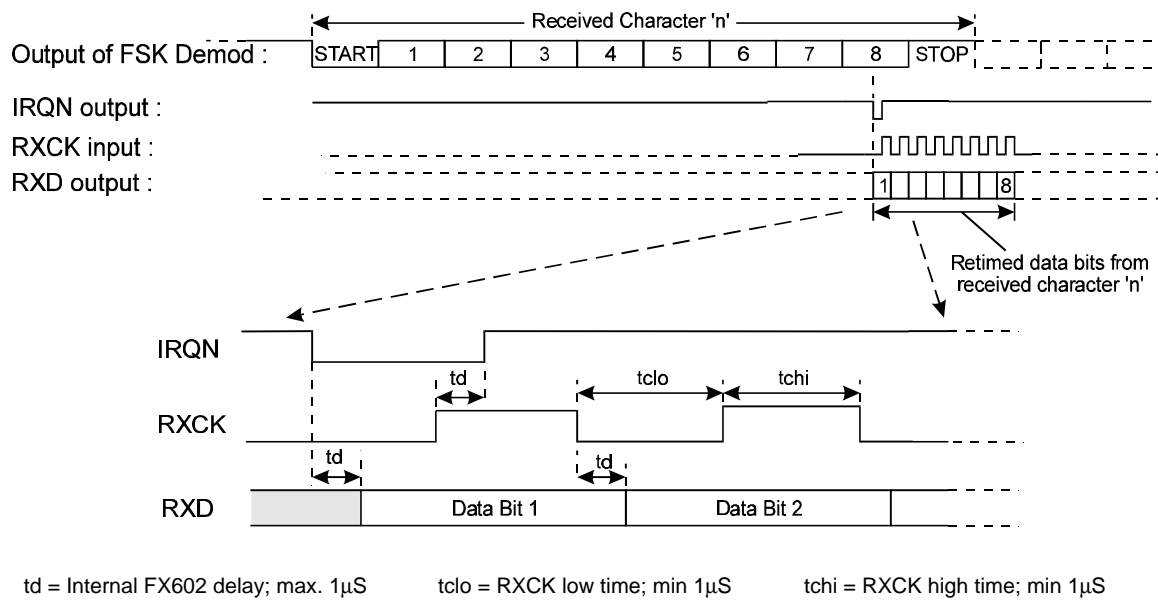 Received Character 'n'
Output of FSK Demod :
START 1 2 3 4 5 6 7 8 STOP
IRQN output :
RXCK input :
RXD output :
1 8
Retimed data bits from
received character 'n'
IRQN
td tclo tchi
RXCK
td td
RXD
Data Bit 1 Data Bit 2
td = Internal FX602 delay; max. 1µS tclo = RXCK low time; min 1µS tchi = RXCK high time; min 1µS